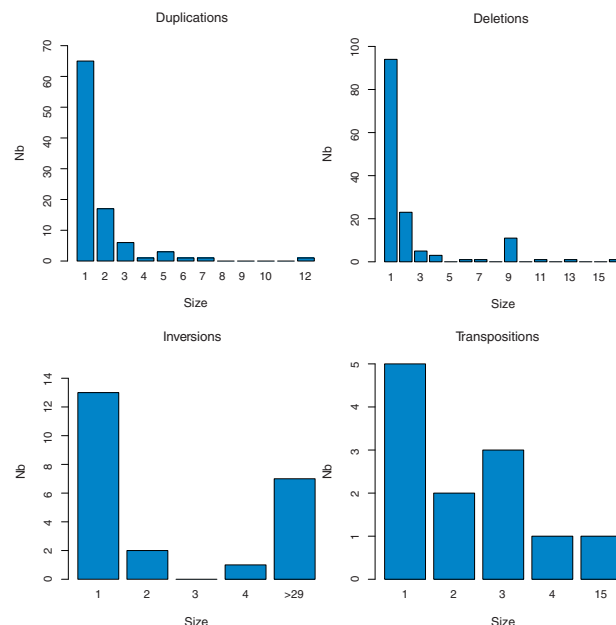 Duplications
Nb
0 10 20 30 40 50 60 70
1 2 3 4 5 6 7 8 9 10 12
Size
Deletions
Nb
0 20 40 60 80 100
1 3 5 7 9 11 13 15
Size
Inversions
Nb
0 2 4 6 8 10 12 14
1 2 3 4 >29
Size
Transpositions
Nb
0 1 2 3 4 5
1 2 3 4 15
Size